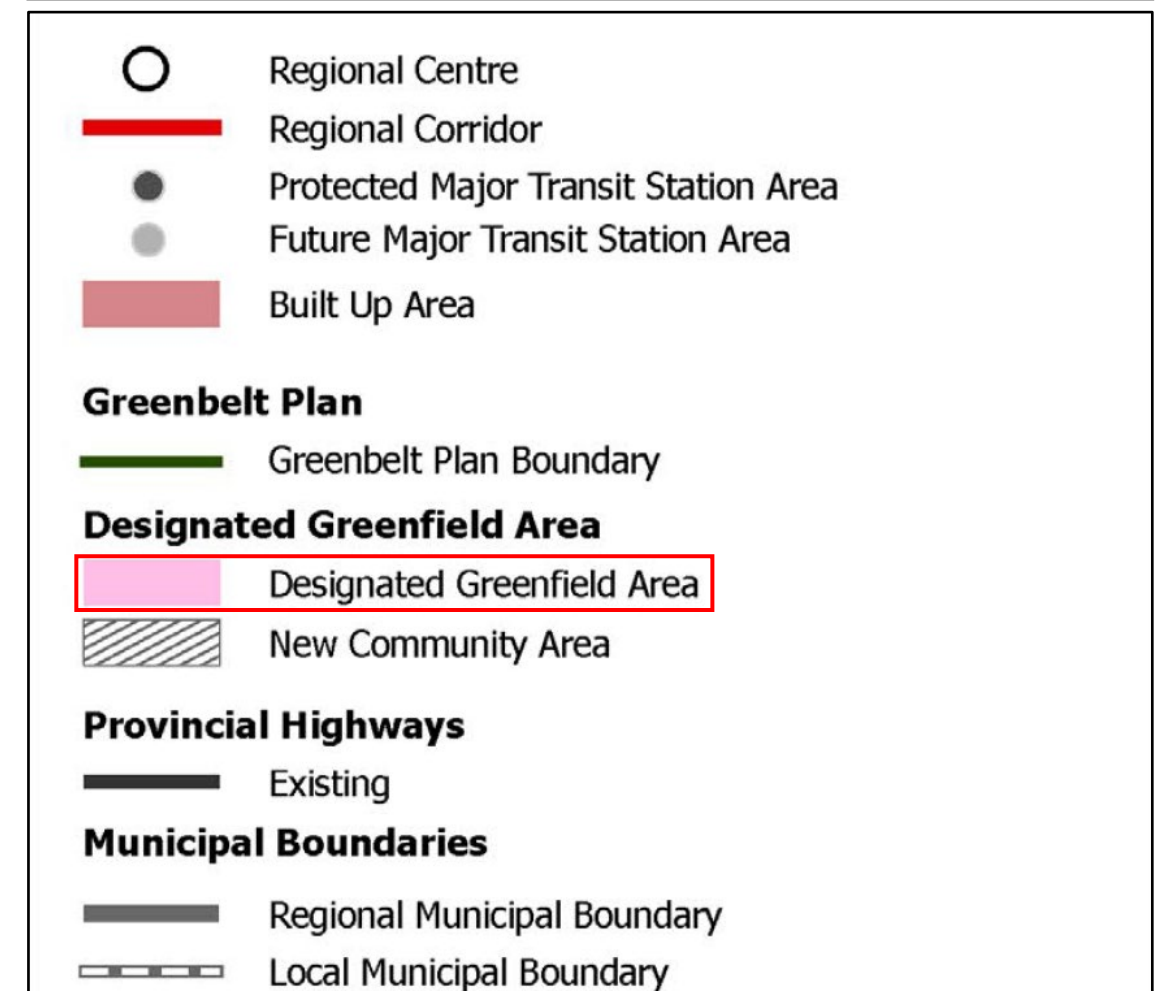 Regional Centre
Regional Corridor
Protected Major Transit Station Area
Future Major Transit Station Area
Built Up Area
Greenbelt Plan
Greenbelt Plan Boundary
Designated Greenfield Area
Designated Greenfield Area
New Community Area
Provincial Highways
Existing
Municipal Boundaries
Regional Municipal Boundary
Local Municipal Boundary